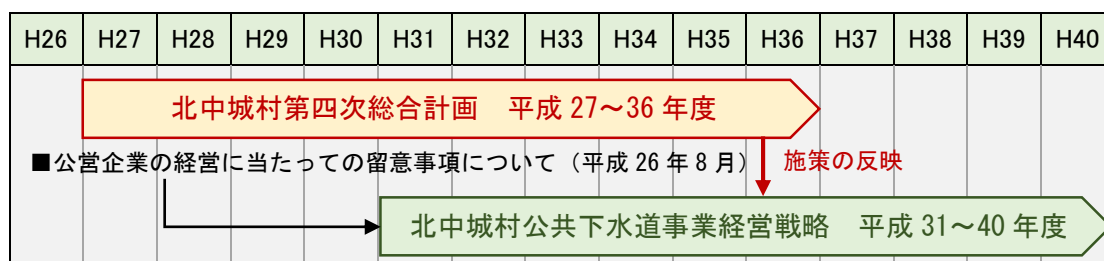 H26 H27 H28 H29 H30 H31 H32 H33 H34 H35 H36 H37 H38 H39 H40
北中城村第四次総合計画 平成 27～36 年度
■公営企業の経営に当たっての留意事項について（平成 26 年 8 月） 施策の反映
北中城村公共下水道事業経営戦略 平成 31～40 年度